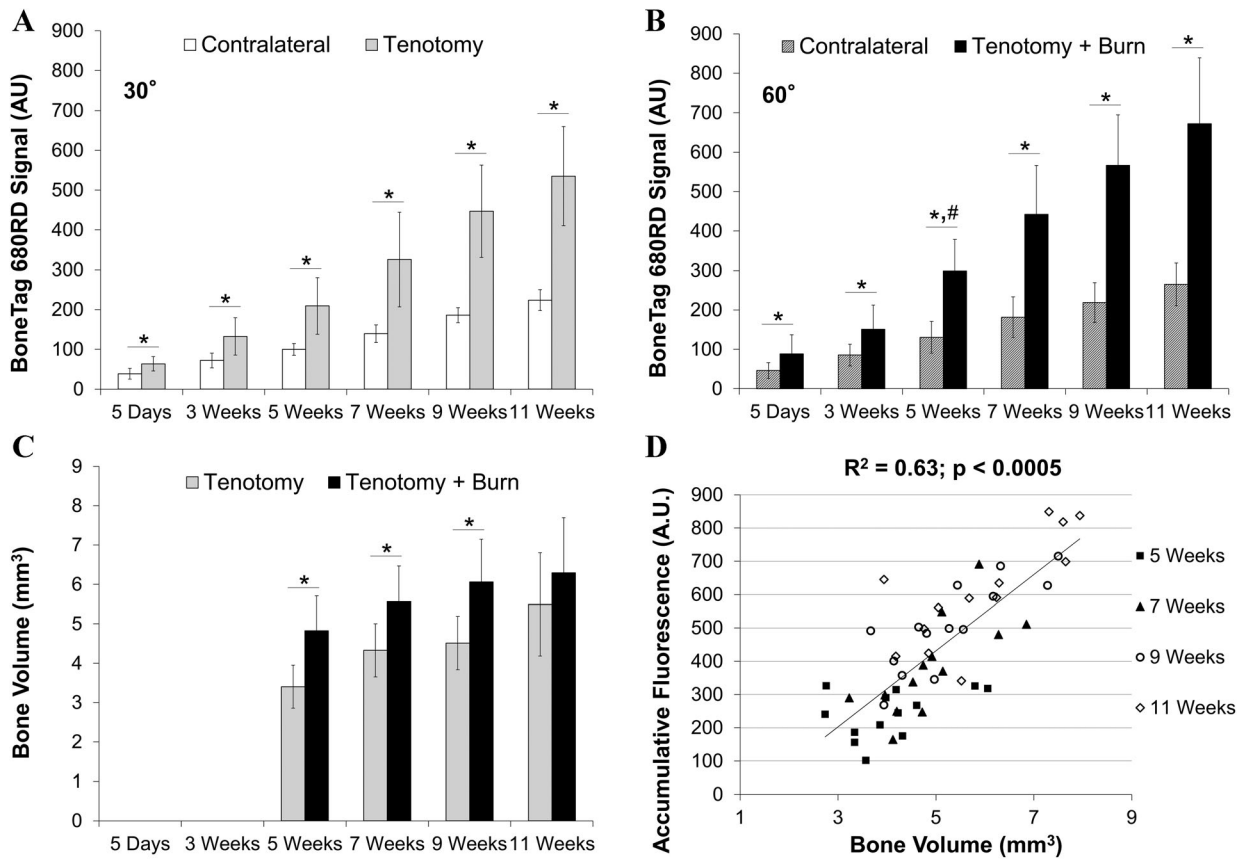 A
BoneTag 680RD Signal (AU)
900
800
700
600
500
400
300
200
100
0
Contralateral Tenotomy
30°
*
*
*
*
*
*
5 Days 3 Weeks 5 Weeks 7 Weeks 9 Weeks 11 Weeks
B
BoneTag 680RD Signal (AU)
900
800
700
600
500
400
300
200
100
0
Contralateral Tenotomy + Burn
60°
*
*
*,#
*
*
*
5 Days 3 Weeks 5 Weeks 7 Weeks 9 Weeks 11 Weeks
C
Bone Volume (mm³)
9
8
7
6
5
4
3
2
1
0
Tenotomy Tenotomy + Burn
*
*
*
5 Days 3 Weeks 5 Weeks 7 Weeks 9 Weeks 11 Weeks
D
R² = 0.63; p < 0.0005
Accumulative Fluorescence (A.U.)
900
800
700
600
500
400
300
200
100
0
1 3 5 7 9
Bone Volume (mm³)
5 Weeks
7 Weeks
9 Weeks
11 Weeks